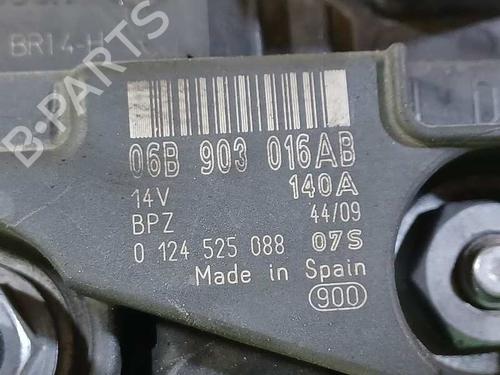 BR14-H
06B 903 016AB
14V 140A
BPZ 44/09
0 124 525 088 07S
Made in Spain
900
B-PARTS